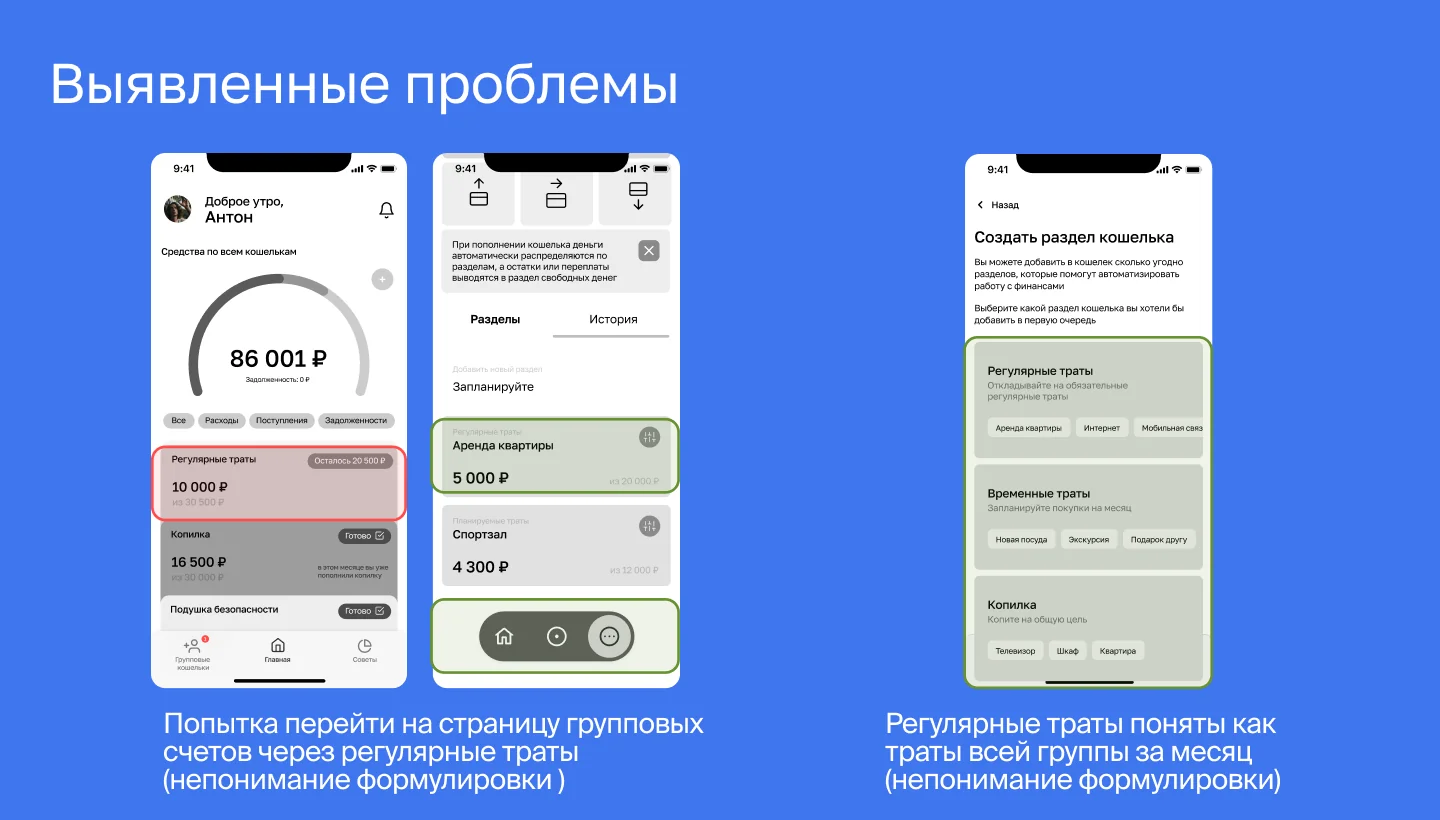 Выявленные проблемы
9:41
Доброе утро,
Антон
Средства по всем кошелькам
+
86 001 ₽
Задолженность: 0 ₽
Все
Расходы
Поступления
Задолженности
Регулярные траты
Осталось 20 500 ₽
10 000 ₽
из 30 500 ₽
Копилка
Готово
16 500 ₽
из 30 000 ₽
в этом месяце вы уже
пополнили копилку
Подушка безопасности
Готово
1
Групповые
кошельки
Главная
Советы
9:41
При пополнении кошелька деньги
автоматически распределяются по
разделам, а остатки или переплаты
выводятся в раздел свободных денег
Разделы
История
Добавить новый раздел
Запланируйте
Регулярные траты
Аренда квартиры
5 000 ₽
из 20 000 ₽
Планируемые траты
Спортзал
4 300 ₽
из 12 000 ₽
Попытка перейти на страницу групповых
счетов через регулярные траты
(непонимание формулировки )
9:41
Назад
Создать раздел кошелька
Вы можете добавить в кошелек сколько угодно
разделов, которые помогут автоматизировать
работу с финансами
Выберите какой раздел кошелька вы хотели бы
добавить в первую очередь
Регулярные траты
Откладывайте на обязательные
регулярные траты
Аренда квартиры
Интернет
Мобильная связ
Временные траты
Запланируйте покупки на месяц
Новая посуда
Экскурсия
Подарок другу
Копилка
Копите на общую цель
Телевизор
Шкаф
Квартира
Регулярные траты поняты как
траты всей группы за месяц
(непонимание формулировки)